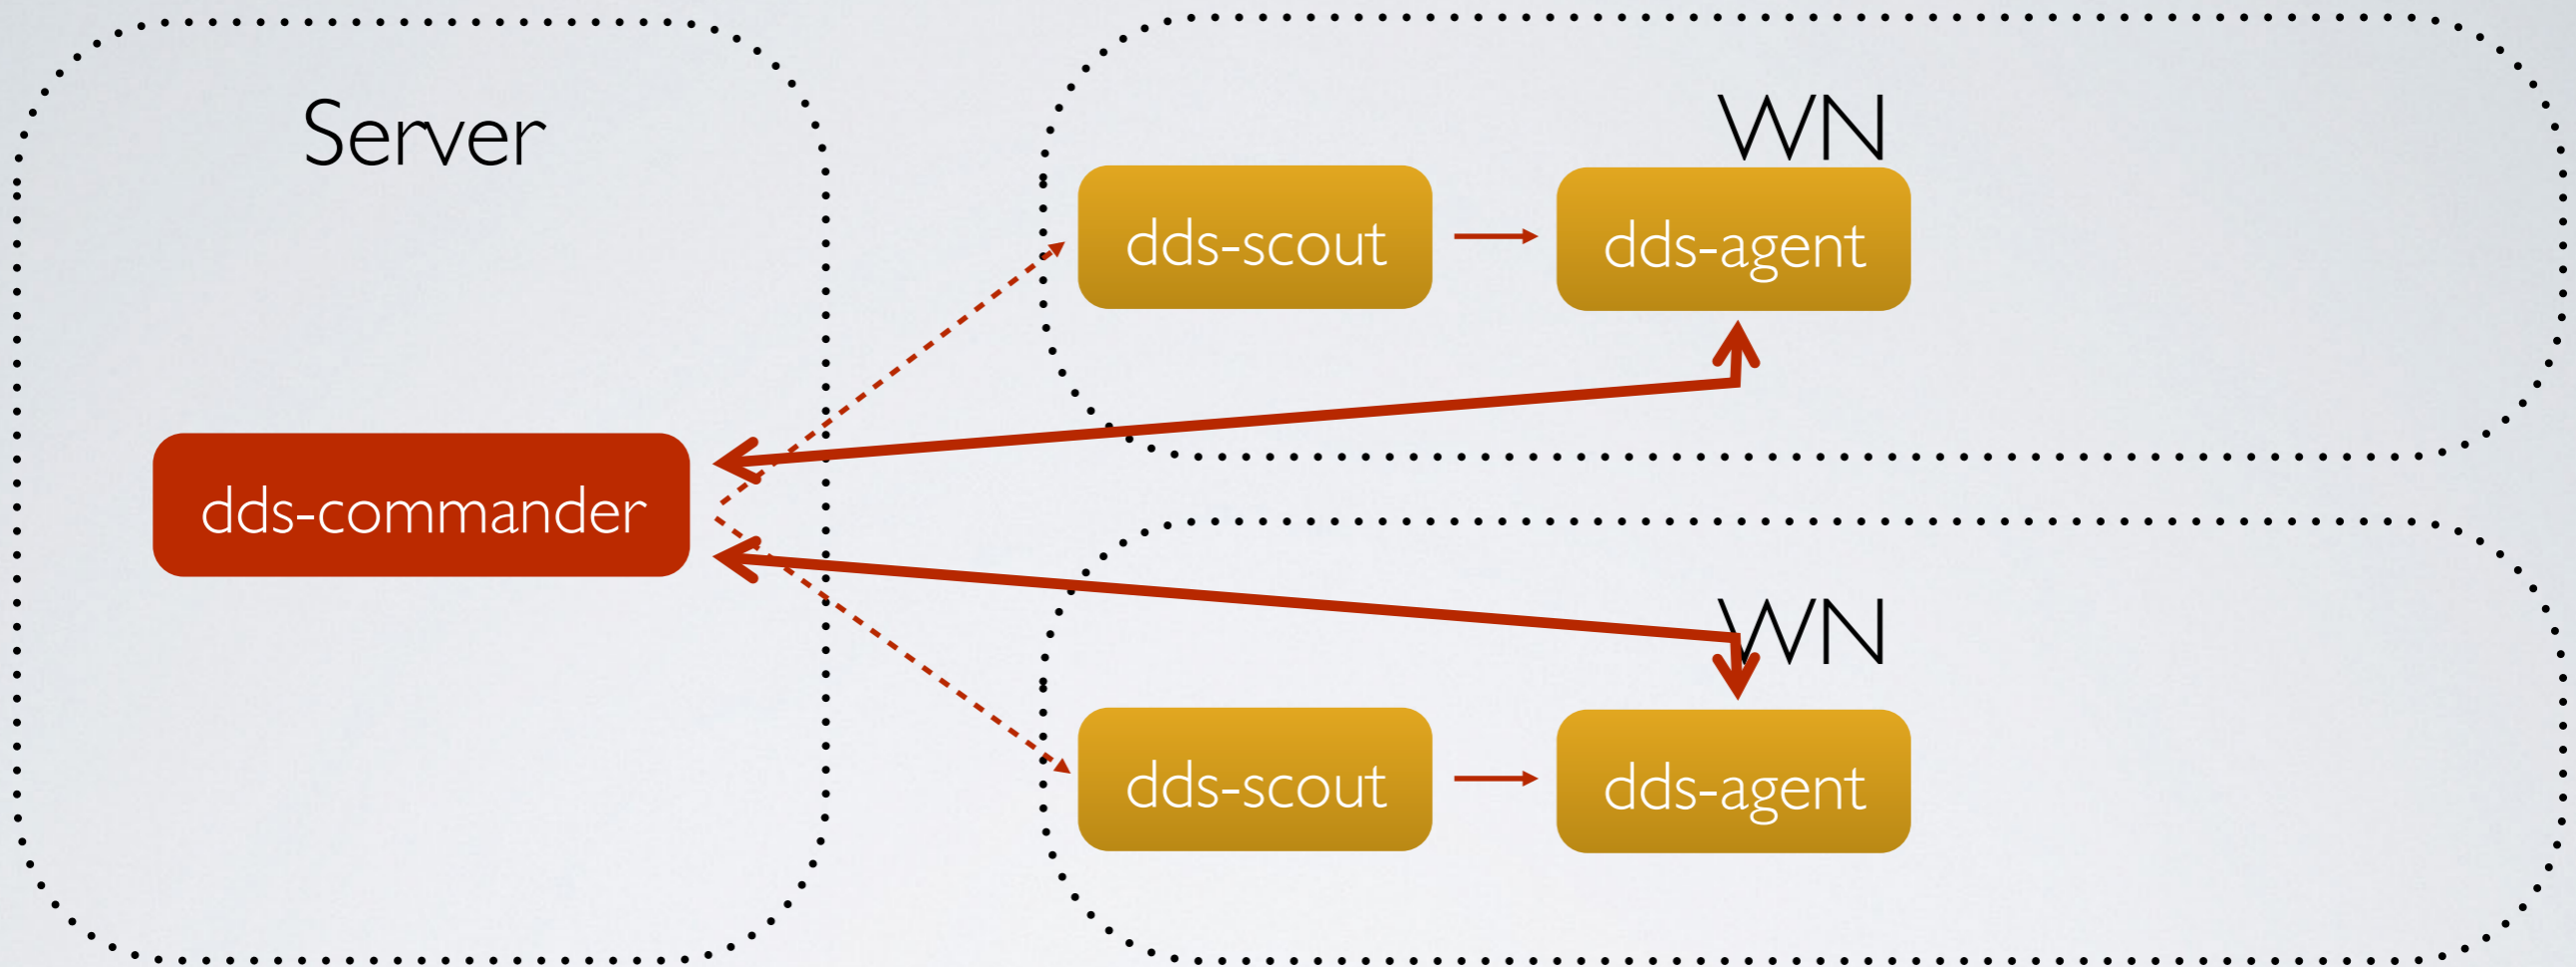 Server
dds-commander
WN
dds-scout
dds-agent
WN
dds-scout
dds-agent